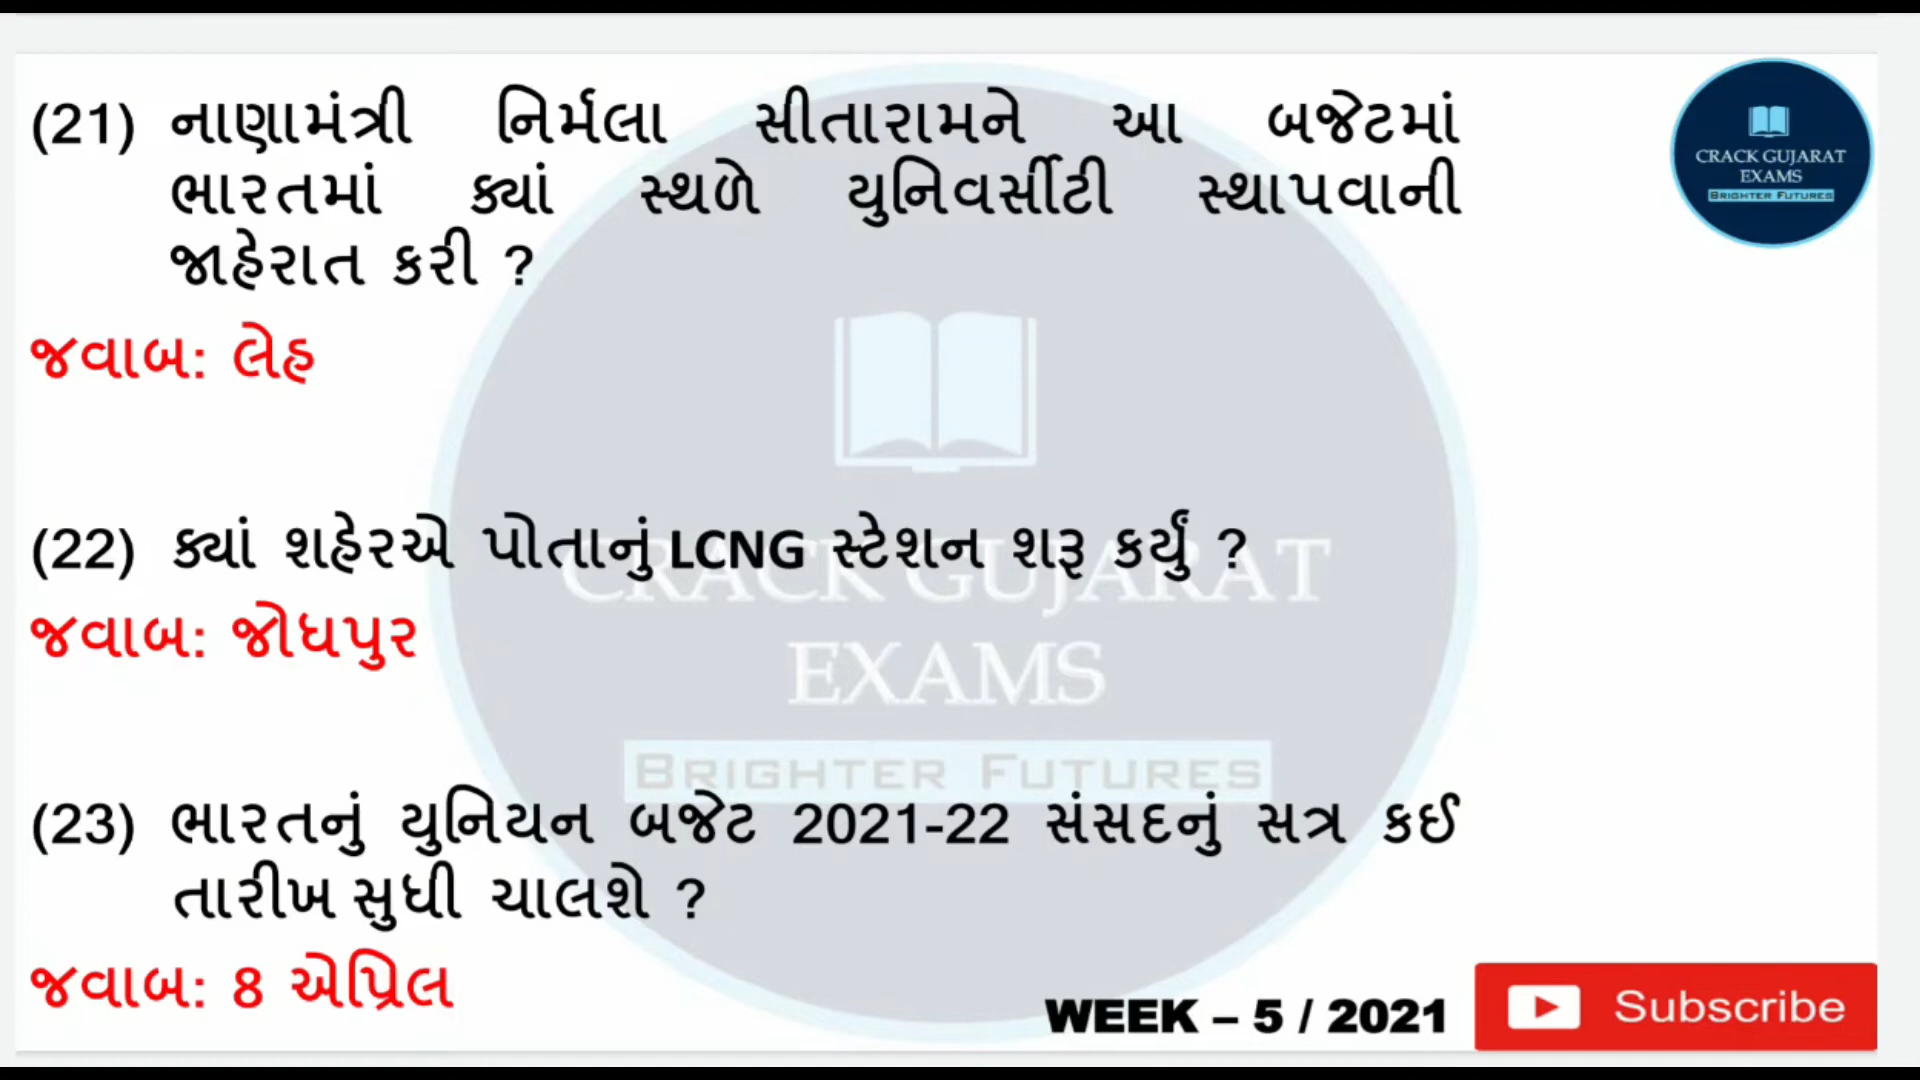 (21) નાણામંત્રી નિર્મલા સીતારામને આ બજેટમાં
ભારતમાં ક્યાં સ્થળે યુનિવર્સીટી સ્થાપવાની
જાહેરાત કરી ?
જવાબ: લેહ
(22) ક્યાં શહેરએ પોતાનું LCNG સ્ટેશન શરૂ કર્યું ?
જવાબ: જોધપુર
(23) ભારતનું યુનિયન બજેટ 2021-22 સંસદનું સત્ર કઈ
તારીખ સુધી ચાલશે ?
જવાબ: 8 એપ્રિલ
WEEK – 5 / 2021
Subscribe
CRACK GUJARAT
EXAMS
BRIGHTER FUTURES
CRACK GUJARAT
EXAMS
BRIGHTER FUTURES